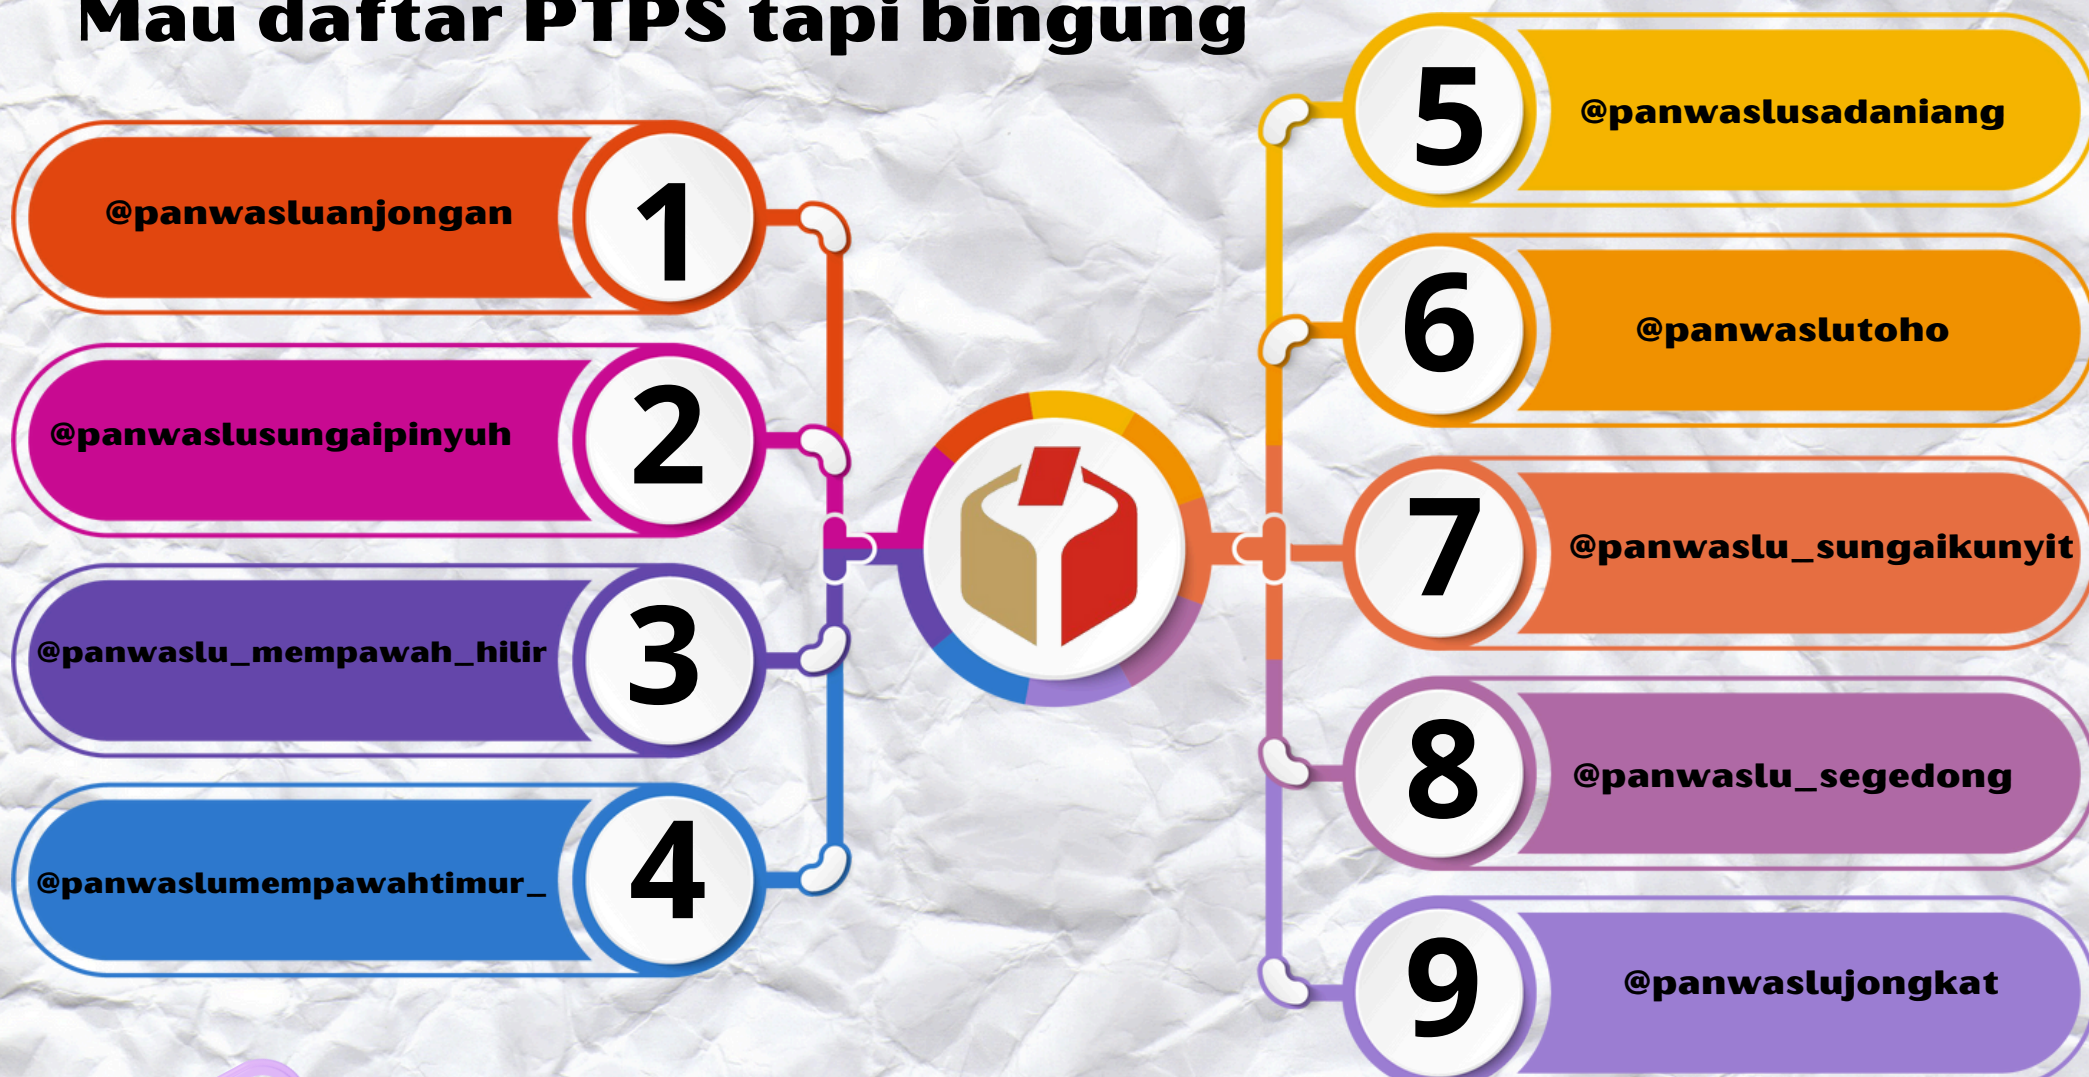 Mau daftar PTPS tapi bingung
1
@panwasluanjongan
2
@panwaslusungaipinyuh
3
@panwaslu_mempawah_hilir
4
@panwaslumempawahtimur_
5
@panwaslusadaniang
6
@panwaslutoho
7
@panwaslu_sungaikunyit
8
@panwaslu_segedong
9
@panwaslujongkat